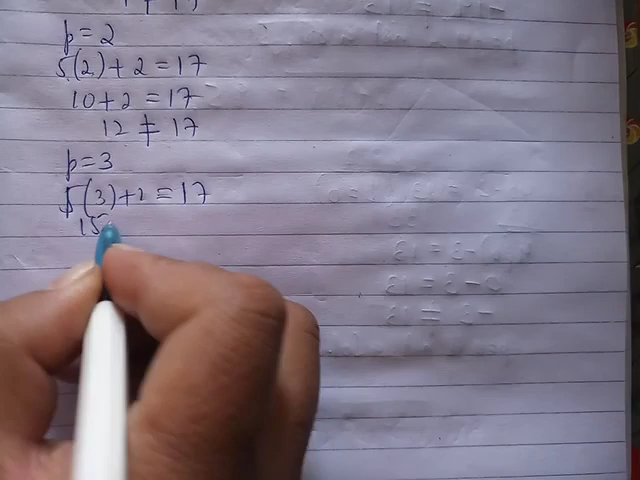 p = 2
5(2) + 2 = 17
10 + 2 = 17
12 ≠ 17
p = 3
5(3) + 2 = 17
15